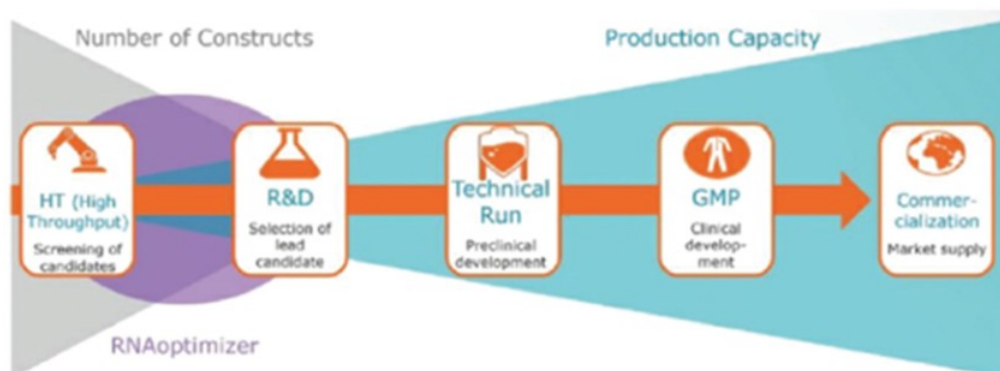 Number of Constructs
Production Capacity
HT (High
Throughput)
Screening of
candidates
R&D
Selection of
lead
candidate
Technical
Run
Preclinical
development
GMP
Clinical
develop-
ment
Commer-
cialization
Market supply
RNAoptimizer